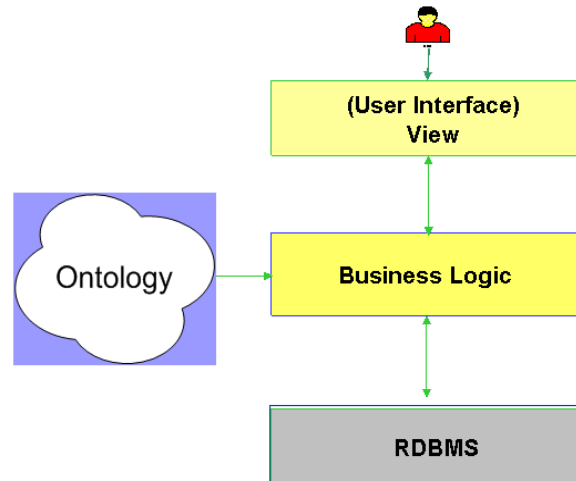 (User Interface)
View
Ontology
Business Logic
RDBMS